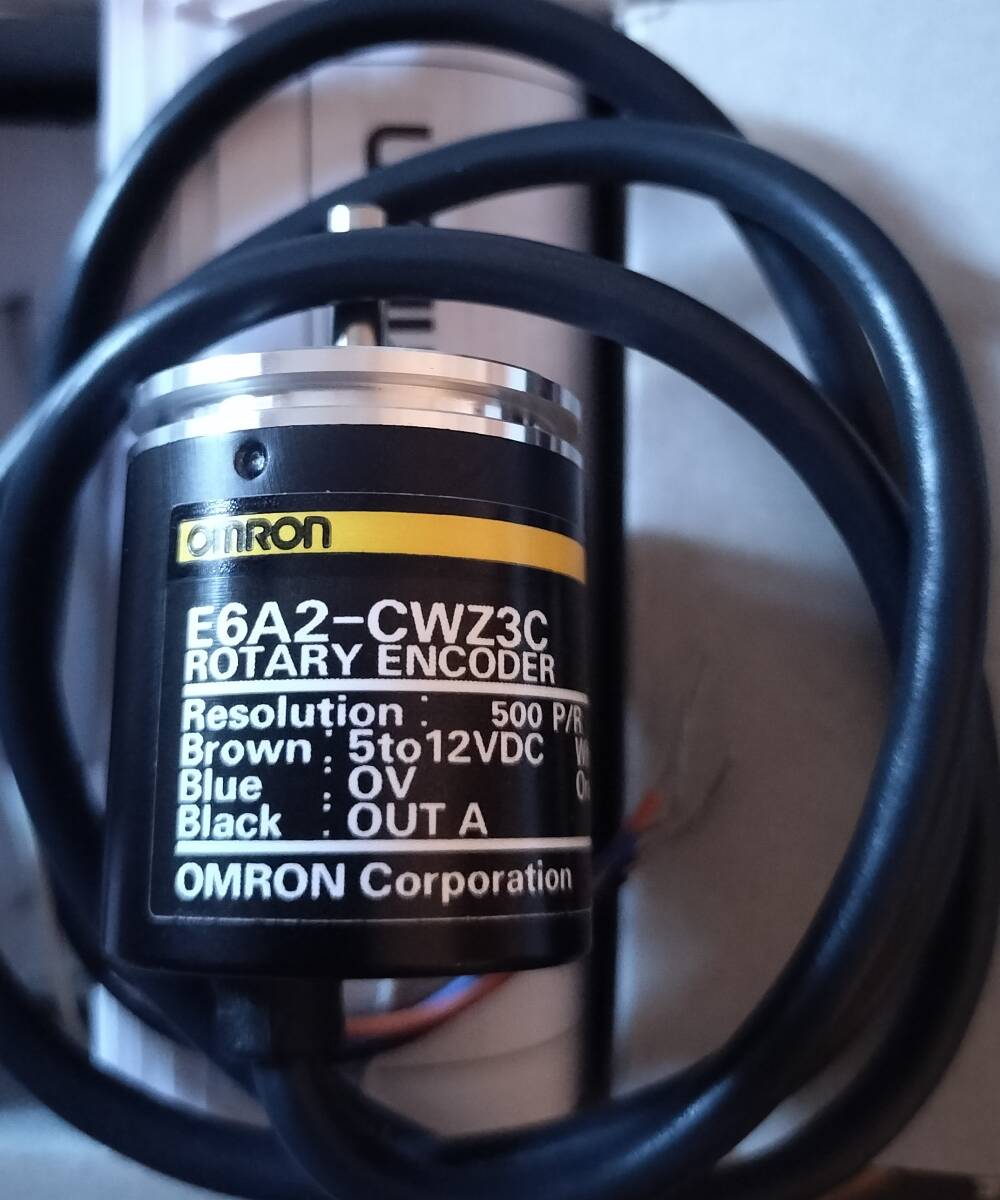 OMRON
E6A2-CWZ3C
ROTARY ENCODER
Resolution : 500 P/R
Brown : 5to12VDC
Blue : 0V
Black : OUT A
OMRON Corporation